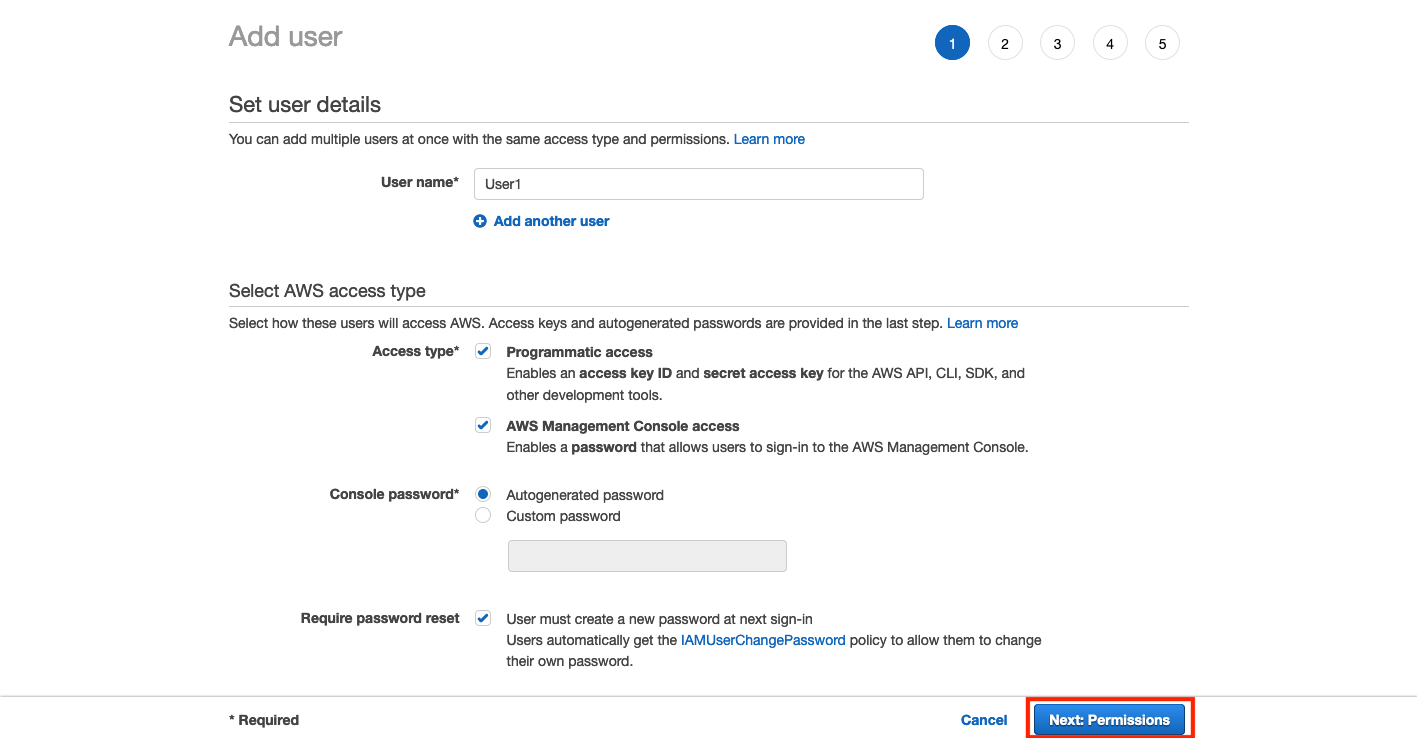 Add user
1 2 3 4 5
Set user details
You can add multiple users at once with the same access type and permissions. Learn more
User name* User1
Add another user
Select AWS access type
Select how these users will access AWS. Access keys and autogenerated passwords are provided in the last step. Learn more
Access type* Programmatic access
Enables an access key ID and secret access key for the AWS API, CLI, SDK, and
other development tools.
AWS Management Console access
Enables a password that allows users to sign-in to the AWS Management Console.
Console password* Autogenerated password
Custom password
Require password reset User must create a new password at next sign-in
Users automatically get the IAMUserChangePassword policy to allow them to change
their own password.
* Required Cancel Next: Permissions